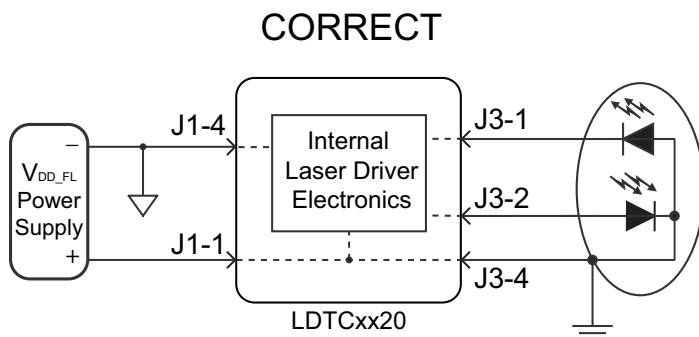 CORRECT
J1-4
J3-1
−
VDD_FL
Power
Supply
+
Internal
Laser Driver
Electronics
J3-2
J1-1
J3-4
LDTCxx20